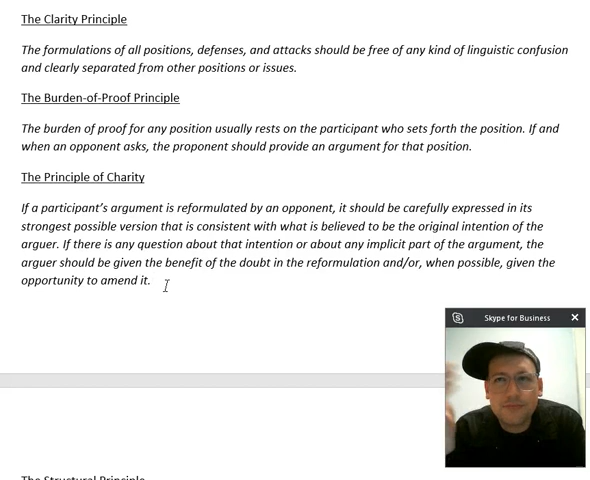 The Clarity Principle
The formulations of all positions, defenses, and attacks should be free of any kind of linguistic confusion
and clearly separated from other positions or issues.
The Burden-of-Proof Principle
The burden of proof for any position usually rests on the participant who sets forth the position. If and
when an opponent asks, the proponent should provide an argument for that position.
The Principle of Charity
If a participant’s argument is reformulated by an opponent, it should be carefully expressed in its
strongest possible version that is consistent with what is believed to be the original intention of the
arguer. If there is any question about that intention or about any implicit part of the argument, the
arguer should be given the benefit of the doubt in the reformulation and/or, when possible, given the
opportunity to amend it.
Skype for Business
The Structural Principle